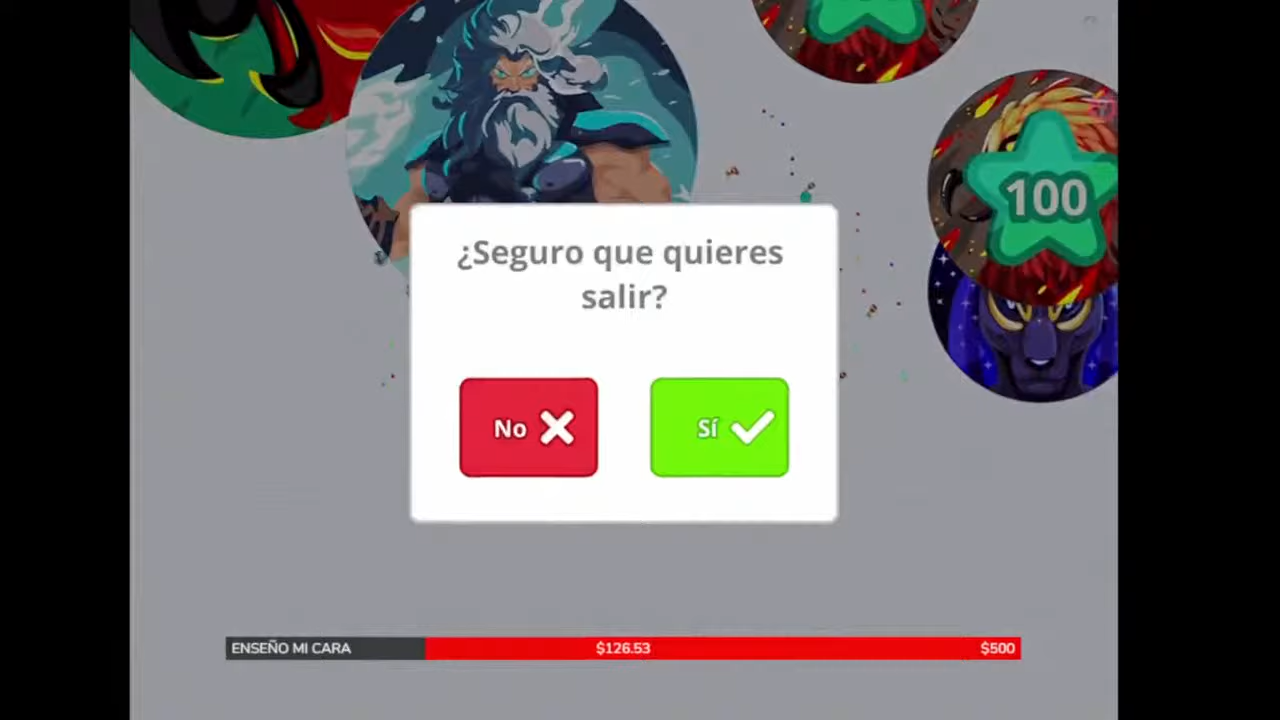 100
¿Seguro que quieres
salir?
No
Sí
ENSEÑO MI CARA
$126.53
$500